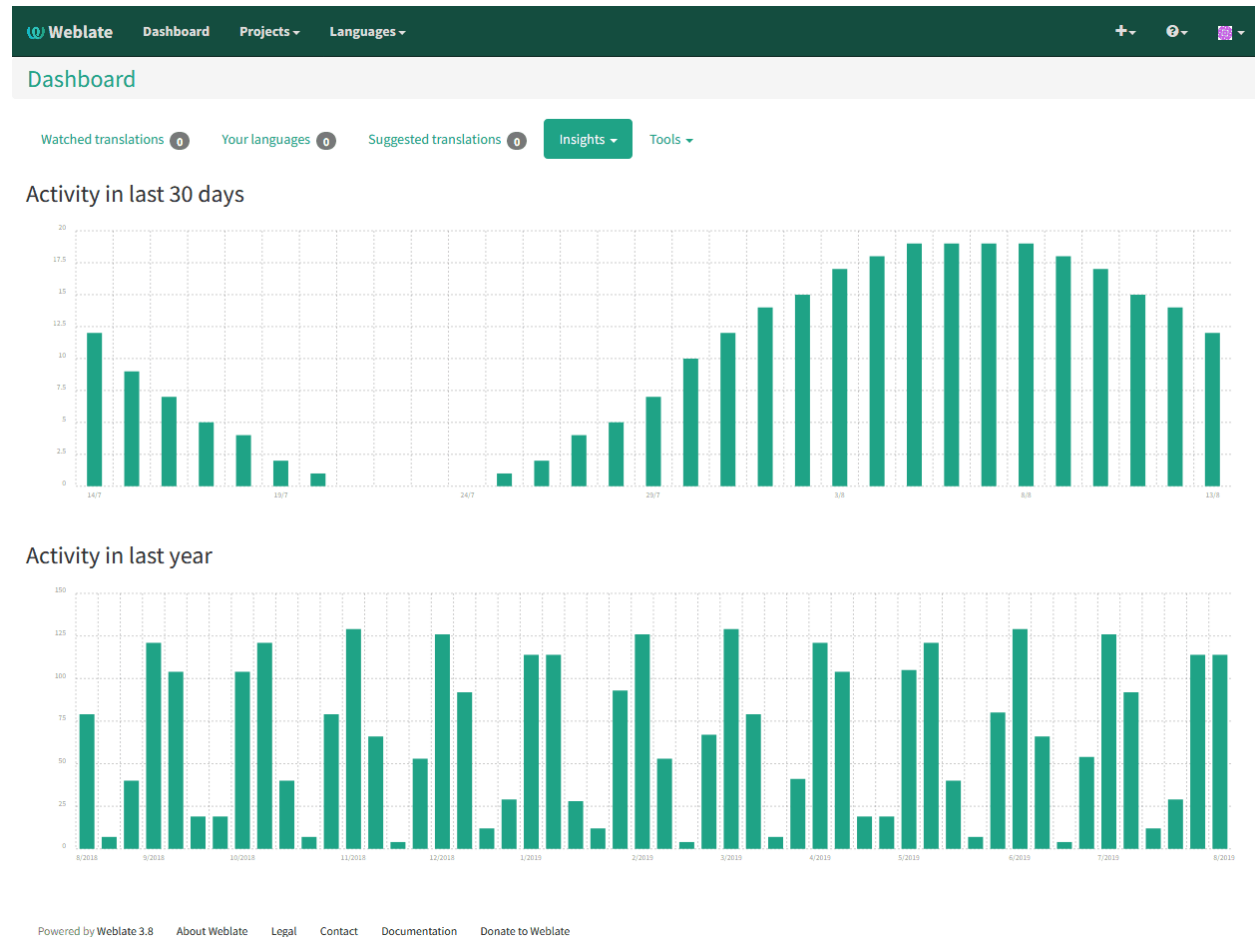 Weblate Dashboard Projects Languages
Dashboard
Watched translations 0 Your languages 0 Suggested translations 0 Insights Tools
Activity in last 30 days
20
17.5
15
12.5
10
7.5
5
2.5
0
14/7 19/7 24/7 29/7 3/8 8/8 13/8
Activity in last year
150
125
100
75
50
25
0
8/2018 9/2018 10/2018 11/2018 12/2018 1/2019 2/2019 3/2019 4/2019 5/2019 6/2019 7/2019 8/2019
Powered by Weblate 3.8 About Weblate Legal Contact Documentation Donate to Weblate